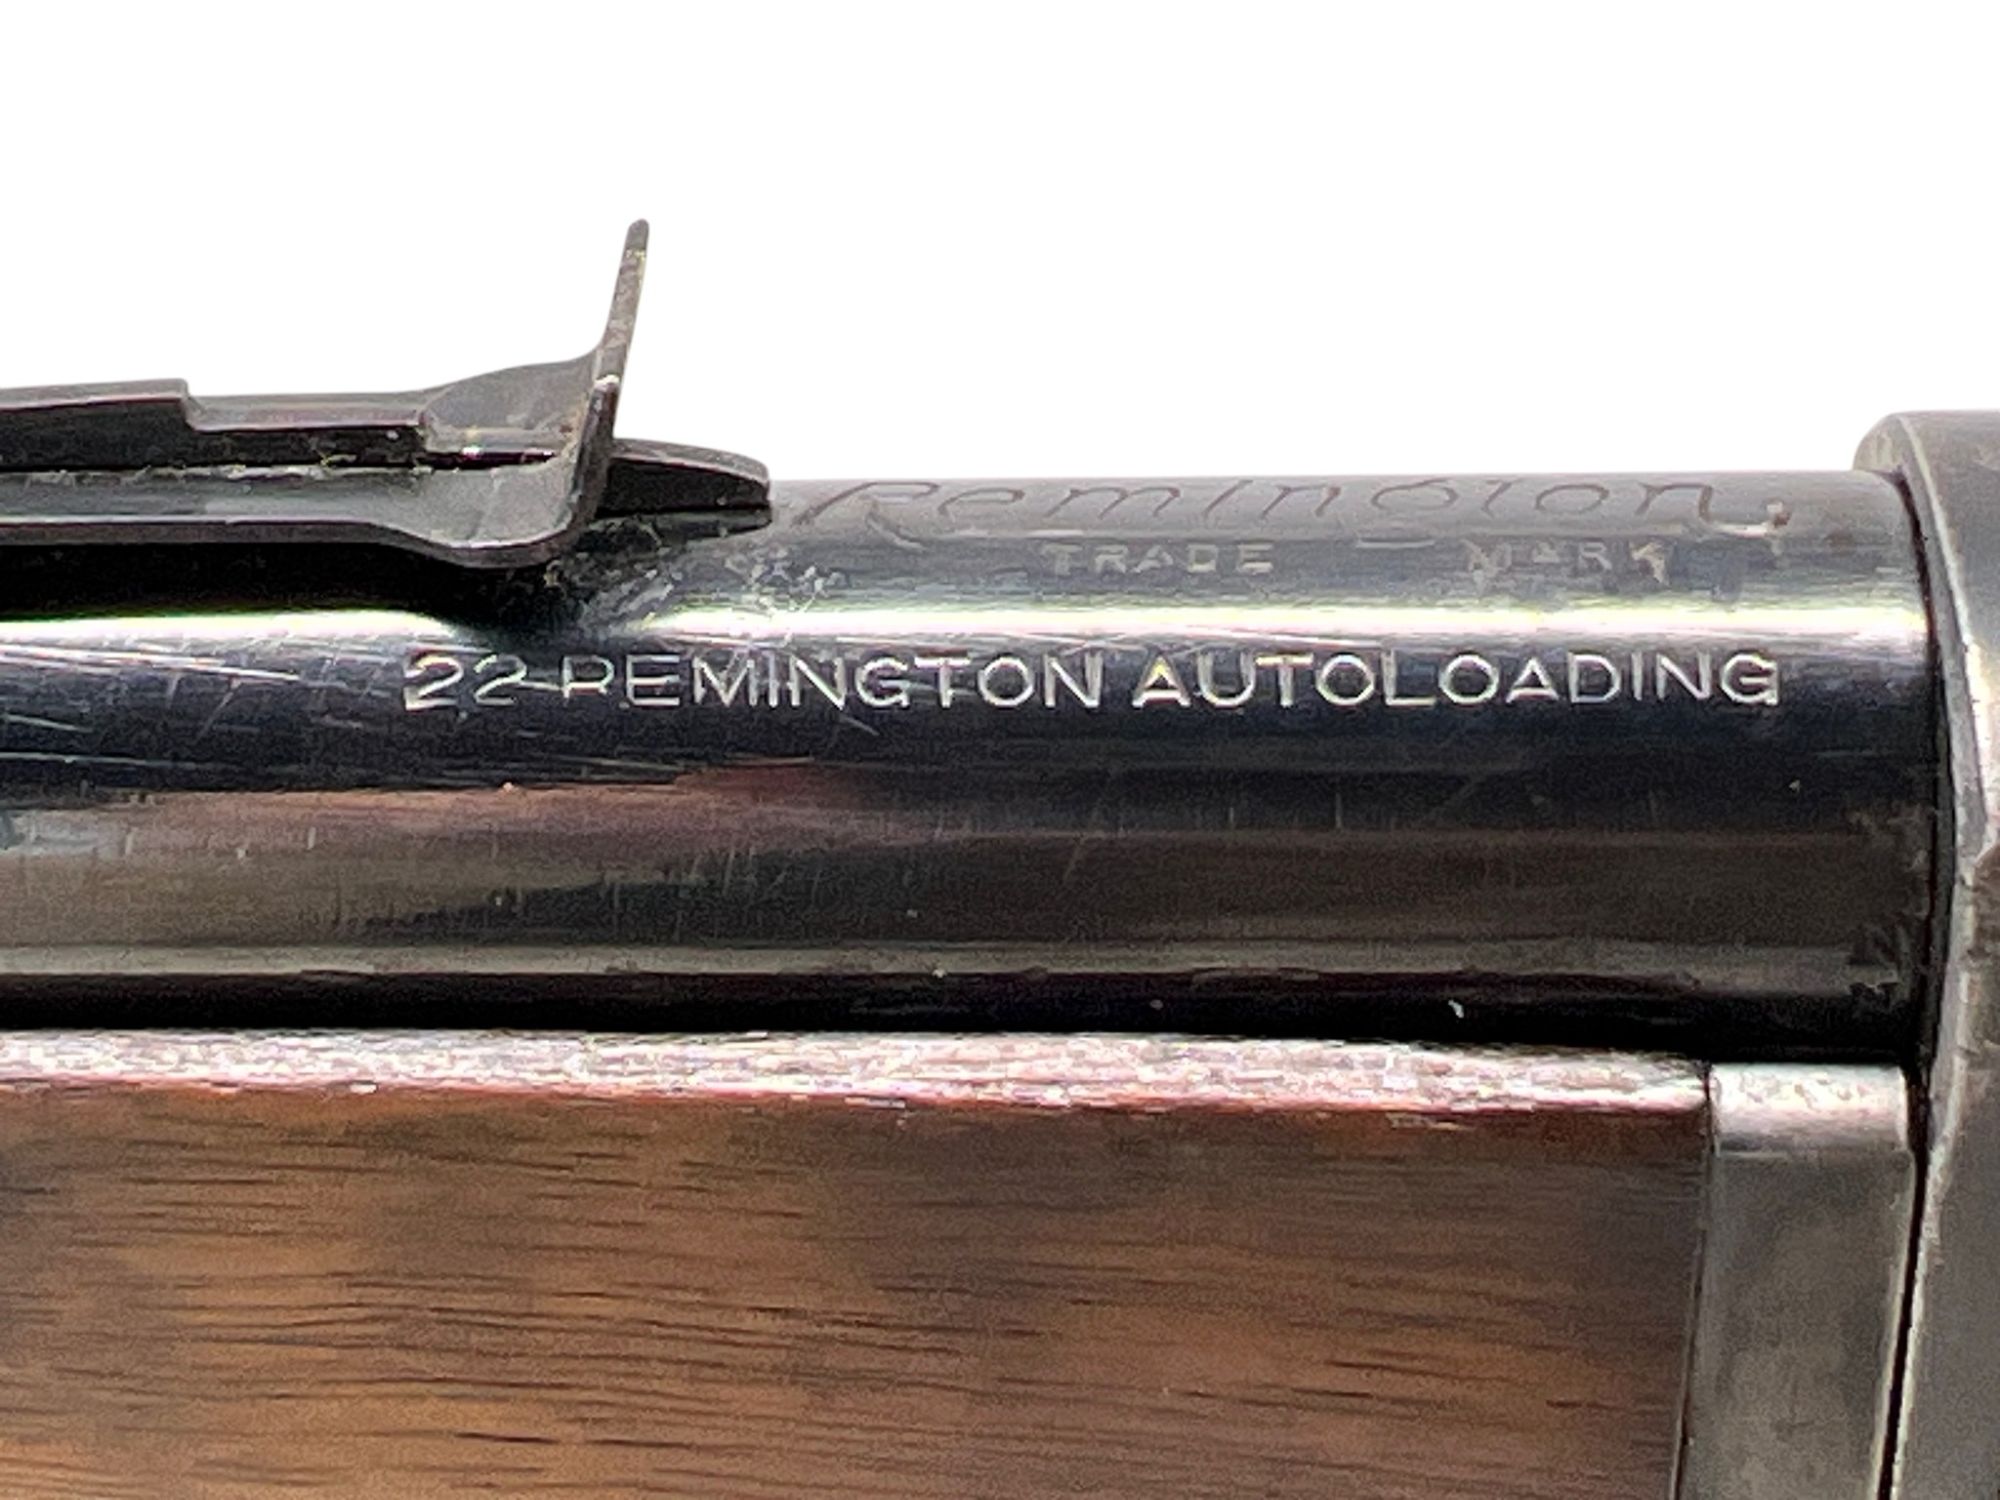 Remington,
TRADE MARK
22 REMINGTON AUTOLOADING